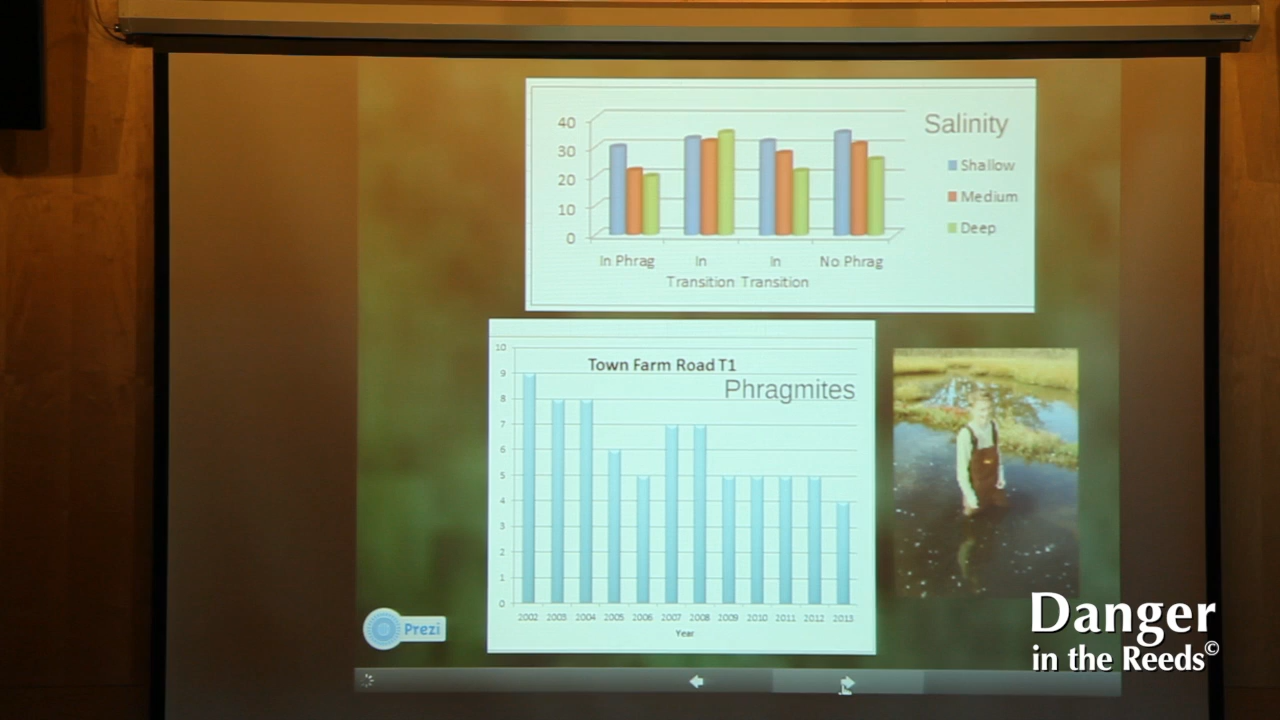 Salinity
40
30
20
10
0
Shallow
Medium
Deep
In Phrag
In Transition
In Transition
No Phrag
Town Farm Road T1
Phragmites
10
9
8
7
6
5
4
3
2
1
0
2002 2003 2004 2005 2006 2007 2008 2009 2010 2011 2012 2013
Year
Prezi
Danger
in the Reeds©